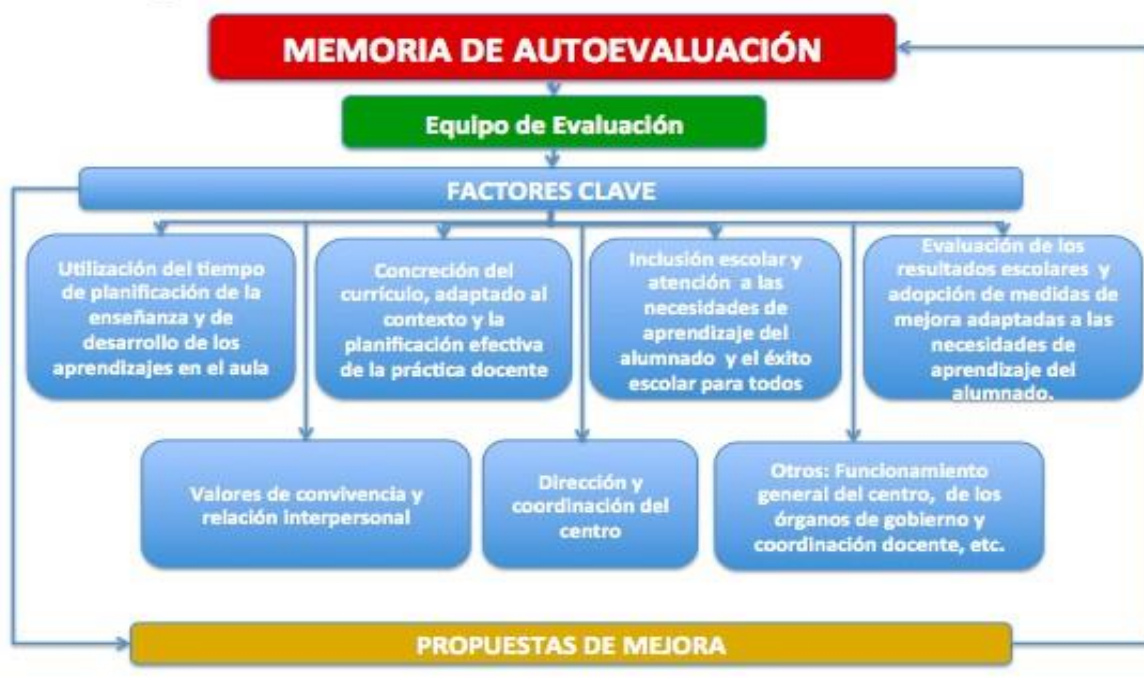 MEMORIA DE AUTOEVALUACIÓN
Equipo de Evaluación
FACTORES CLAVE
Utilización del tiempo
de planificación de la
enseñanza y de
desarrollo de los
aprendizajes en el aula
Concreción del
currículo, adaptado al
contexto y la
planificación efectiva
de la práctica docente
Inclusión escolar y
atención a las
necesidades de
aprendizaje del
alumnado y el éxito
escolar para todos
Evaluación de los
resultados escolares y
adopción de medidas de
mejora adaptadas a las
necesidades de
aprendizaje del
alumnado.
Valores de convivencia y
relación interpersonal
Dirección y
coordinación del
centro
Otros: Funcionamiento
general del centro, de los
órganos de gobierno y
coordinación docente, etc.
PROPUESTAS DE MEJORA